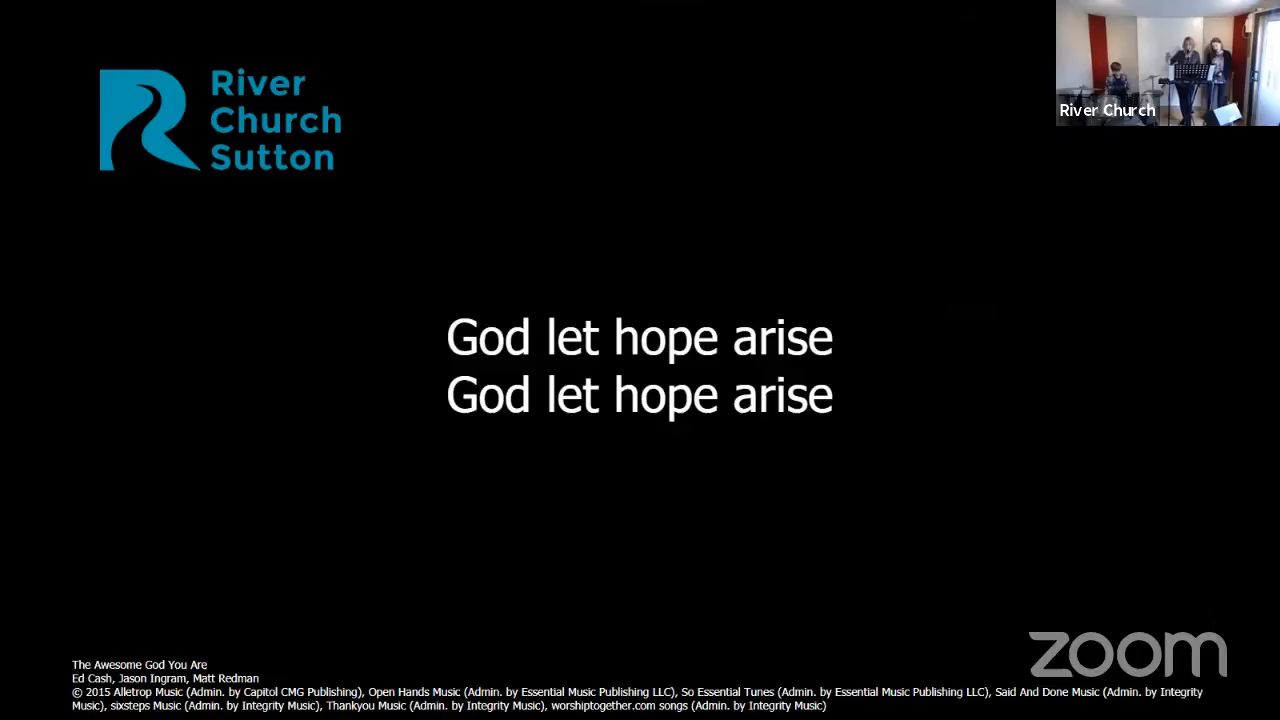 River
Church
Sutton
River Church
God let hope arise
God let hope arise
zoom
The Awesome God You Are
Ed Cash, Jason Ingram, Matt Redman
© 2015 Alletrop Music (Admin. by Capitol CMG Publishing), Open Hands Music (Admin. by Essential Music Publishing LLC), So Essential Tunes (Admin. by Essential Music Publishing LLC), Said And Done Music (Admin. by Integrity
Music), sixsteps Music (Admin. by Integrity Music), Thankyou Music (Admin. by Integrity Music), worshiptogether.com songs (Admin. by Integrity Music)